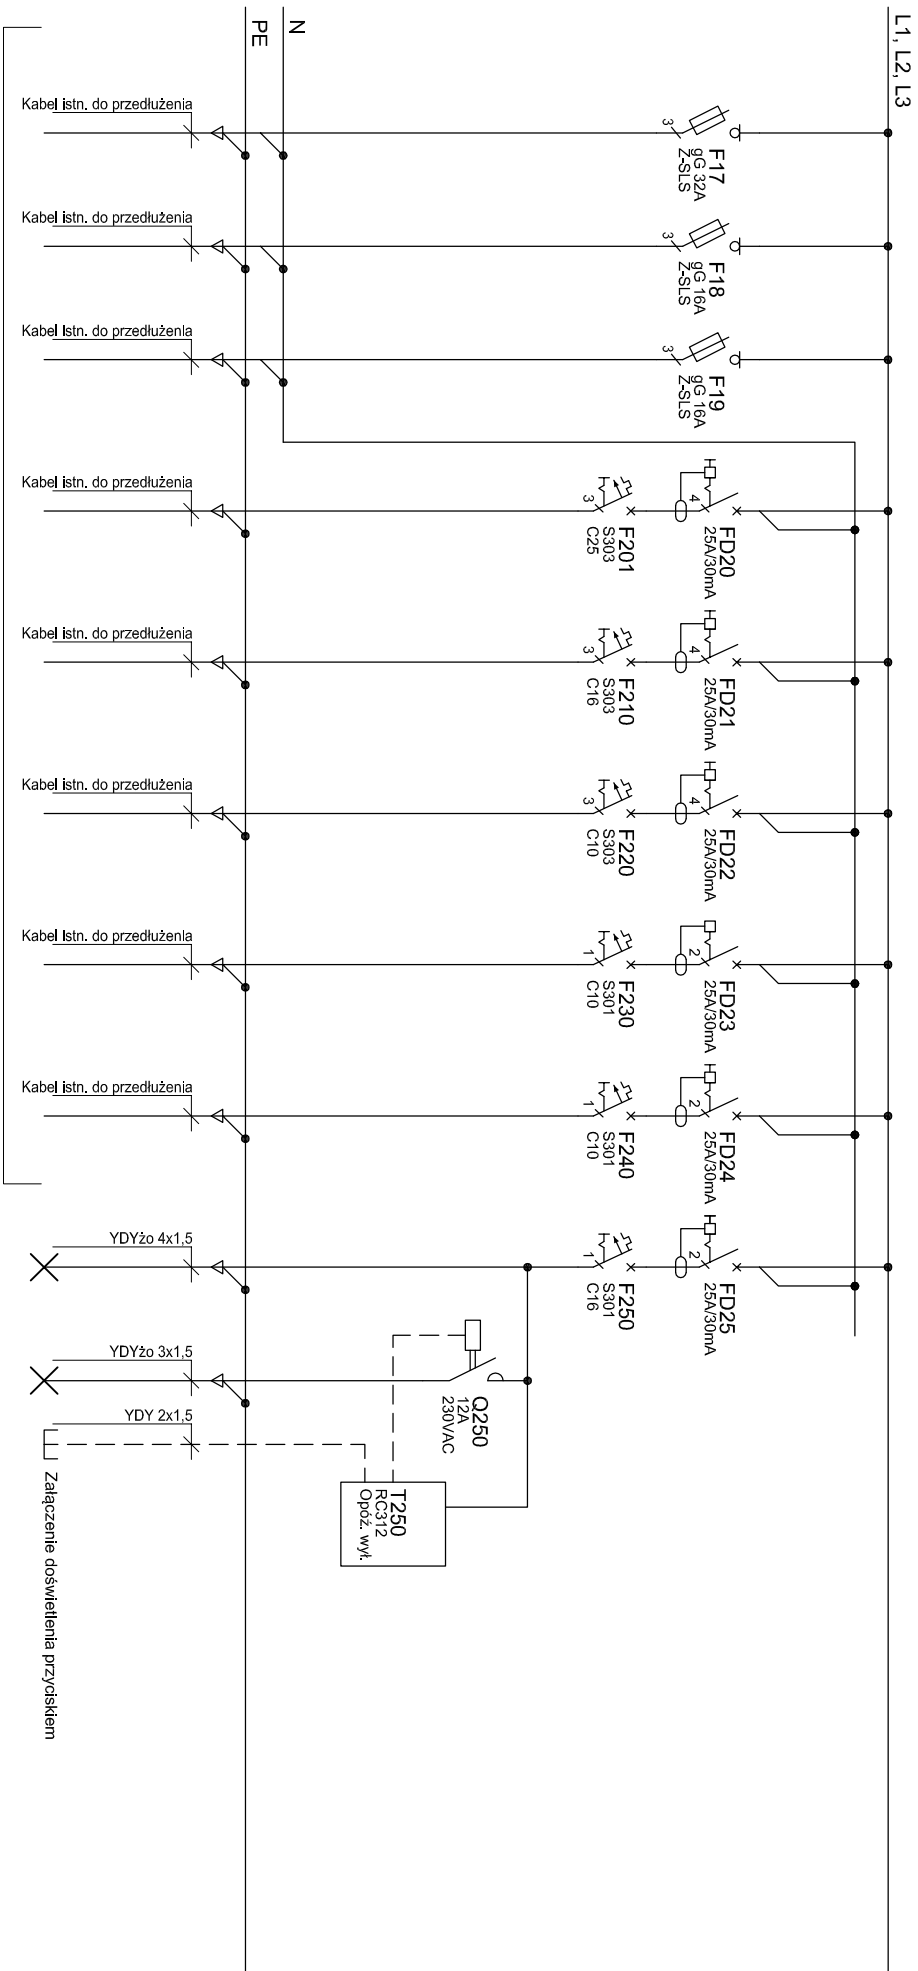 L1, L2, L3
N
PE
Kabel istn. do przedłużenia
3
F17
gG 32A
Z-SLS
Kabel istn. do przedłużenia
3
F18
gG 16A
Z-SLS
Kabel istn. do przedłużenia
3
F19
gG 16A
Z-SLS
Kabel istn. do przedłużenia
4
FD20
25A/30mA
3
F201
S303
C25
Kabel istn. do przedłużenia
4
FD21
25A/30mA
3
F210
S303
C16
Kabel istn. do przedłużenia
4
FD22
25A/30mA
3
F220
S303
C10
Kabel istn. do przedłużenia
2
FD23
25A/30mA
1
F230
S301
C10
Kabel istn. do przedłużenia
2
FD24
25A/30mA
1
F240
S301
C10
YDYżo 4x1,5
2
FD25
25A/30mA
1
F250
S301
C16
YDYżo 3x1,5
Q250
12A
230VAC
YDY 2x1,5
T250
RC312
Opóź. wył.
Załączenie doświetlenia przyciskiem